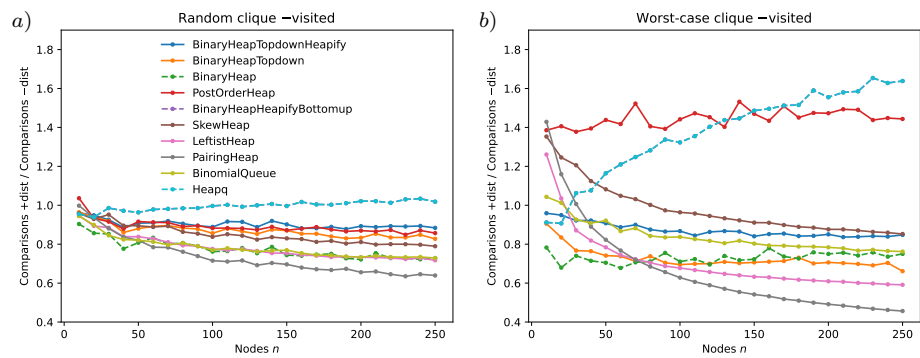 a)
Random clique −visited
Comparisons +dist / Comparisons −dist
1.8
1.6
1.4
1.2
1.0
0.8
0.6
0.4
BinaryHeapTopdownHeapify
BinaryHeapTopdown
BinaryHeap
PostOrderHeap
BinaryHeapHeapifyBottomup
SkewHeap
LeftistHeap
PairingHeap
BinomialQueue
Heapq
0 50 100 150 200 250
Nodes n
b)
Worst-case clique −visited
Comparisons +dist / Comparisons −dist
1.8
1.6
1.4
1.2
1.0
0.8
0.6
0.4
0 50 100 150 200 250
Nodes n